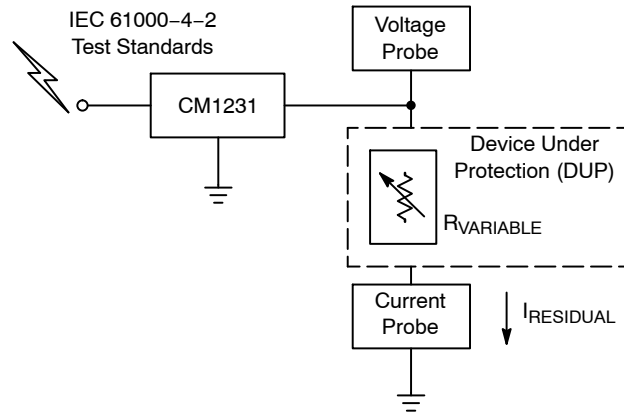 IEC 61000−4−2
Test Standards
Voltage
Probe
CM1231
Device Under
Protection (DUP)
RVARIABLE
Current
Probe
IRESIDUAL